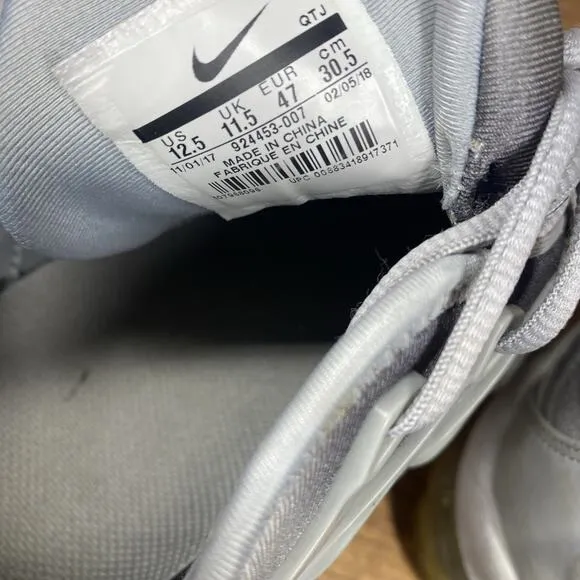 QTJ
US UK EUR cm
12.5 11.5 47 30.5
11/01/17 924453-007 02/05/18
MADE IN CHINA
FABRIQUE EN CHINE
UPC 00883418917371